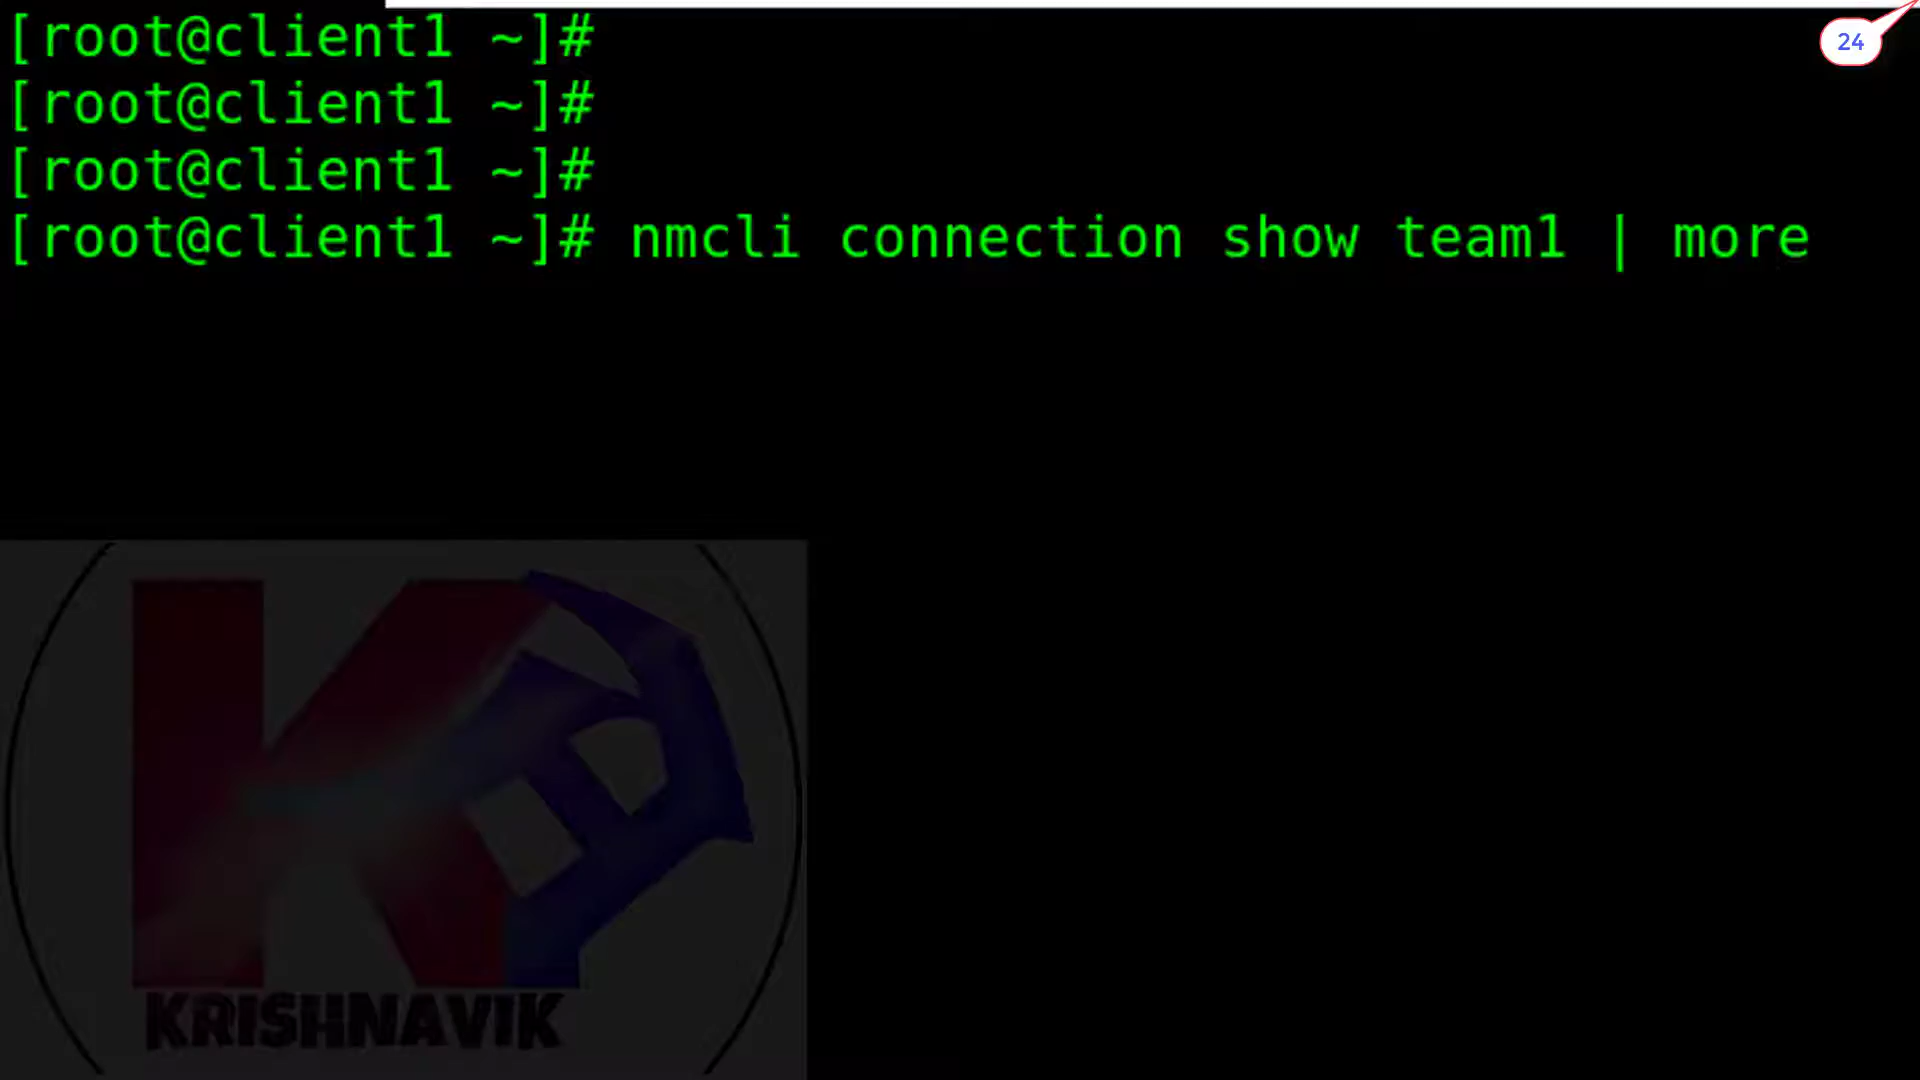 [root@client1 ~]#
24
[root@client1 ~]#
[root@client1 ~]#
[root@client1 ~]# nmcli connection show team1 | more
KRISHNAVIK